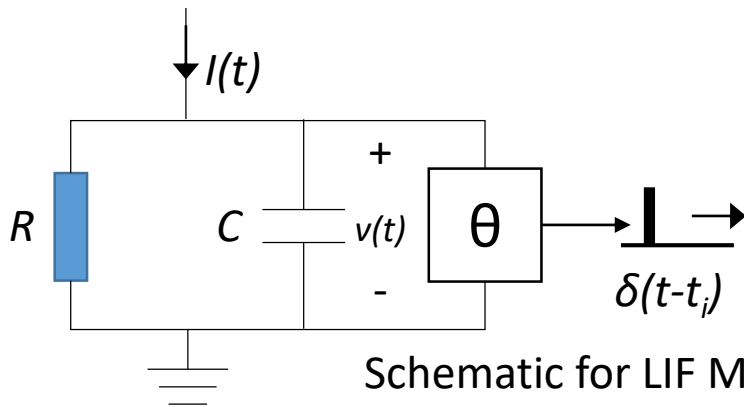 I(t)
+
R
C
v(t)
θ
-
δ(t-tᵢ)
Schematic for LIF M